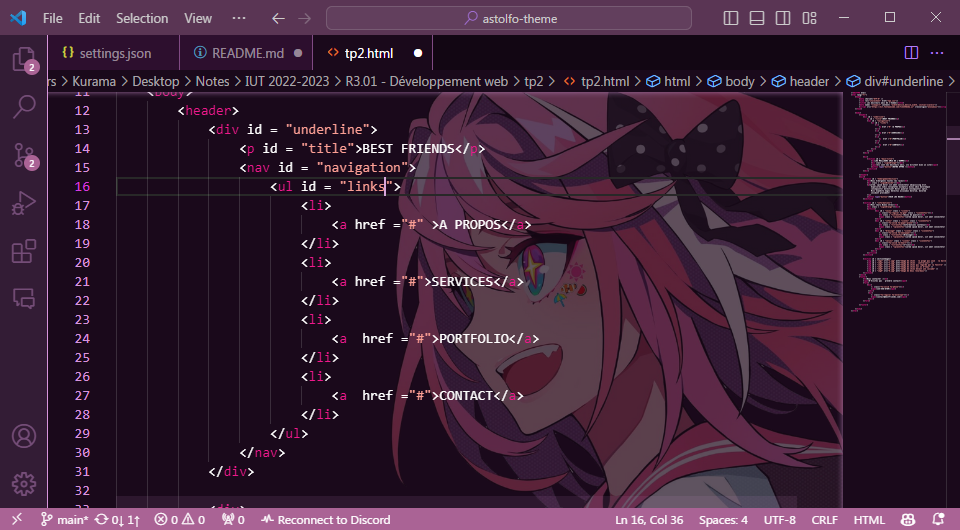 File Edit Selection View ··· astolfo-theme
{} settings.json README.md tp2.html
rs > Kurama > Desktop > Notes > IUT 2022-2023 > R3.01 - Développement web > tp2 > <> tp2.html > html > body > header > div#underline >
11 <body>
12 <header>
13 <div id = "underline">
14 <p id = "title">BEST FRIENDS</p>
15 <nav id = "navigation">
16 <ul id = "links">
17 <li>
18 <a href ="#" >A PROPOS</a>
19 </li>
20 <li>
21 <a href ="#">SERVICES</a>
22 </li>
23 <li>
24 <a  href ="#">PORTFOLIO</a>
25 </li>
26 <li>
27 <a  href ="#">CONTACT</a>
28 </li>
29 </ul>
30 </nav>
31 </div>
32
33 <div>
2
2
main* 0↓ 1↑ 0 0 0 Reconnect to Discord Ln 16, Col 36 Spaces: 4 UTF-8 CRLF HTML